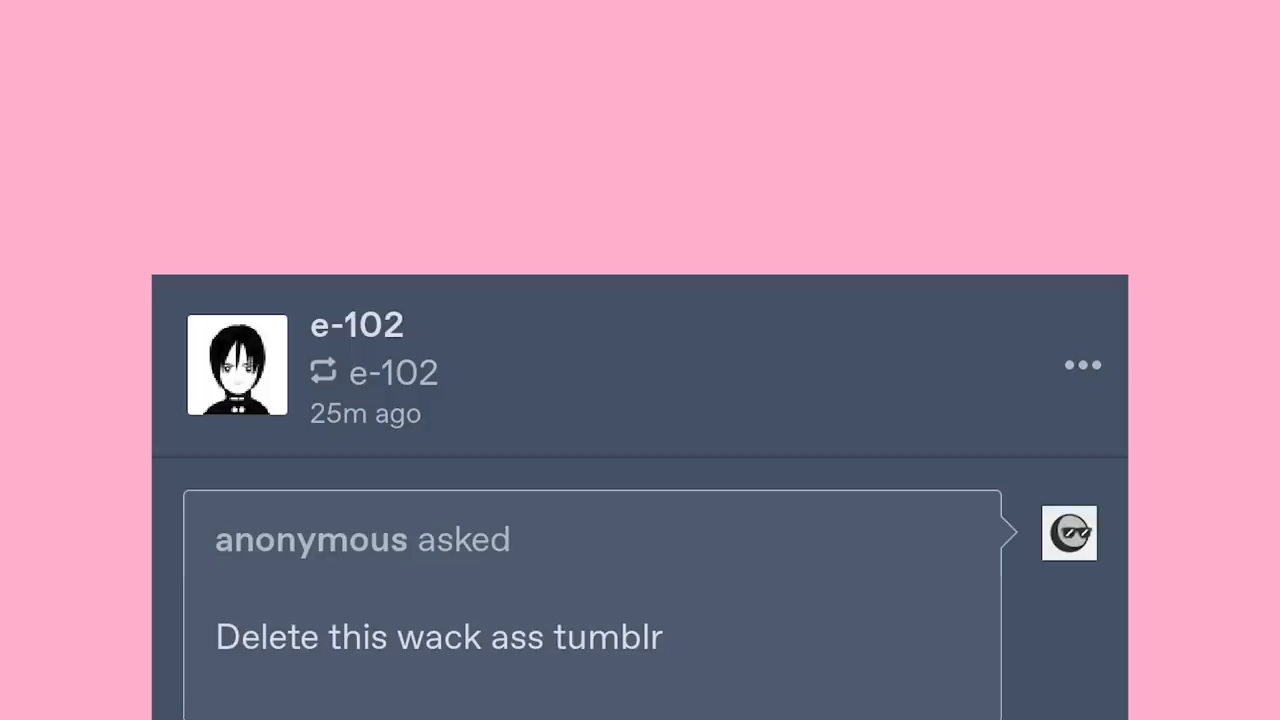 e-102
e-102
25m ago
anonymous asked
Delete this wack ass tumblr